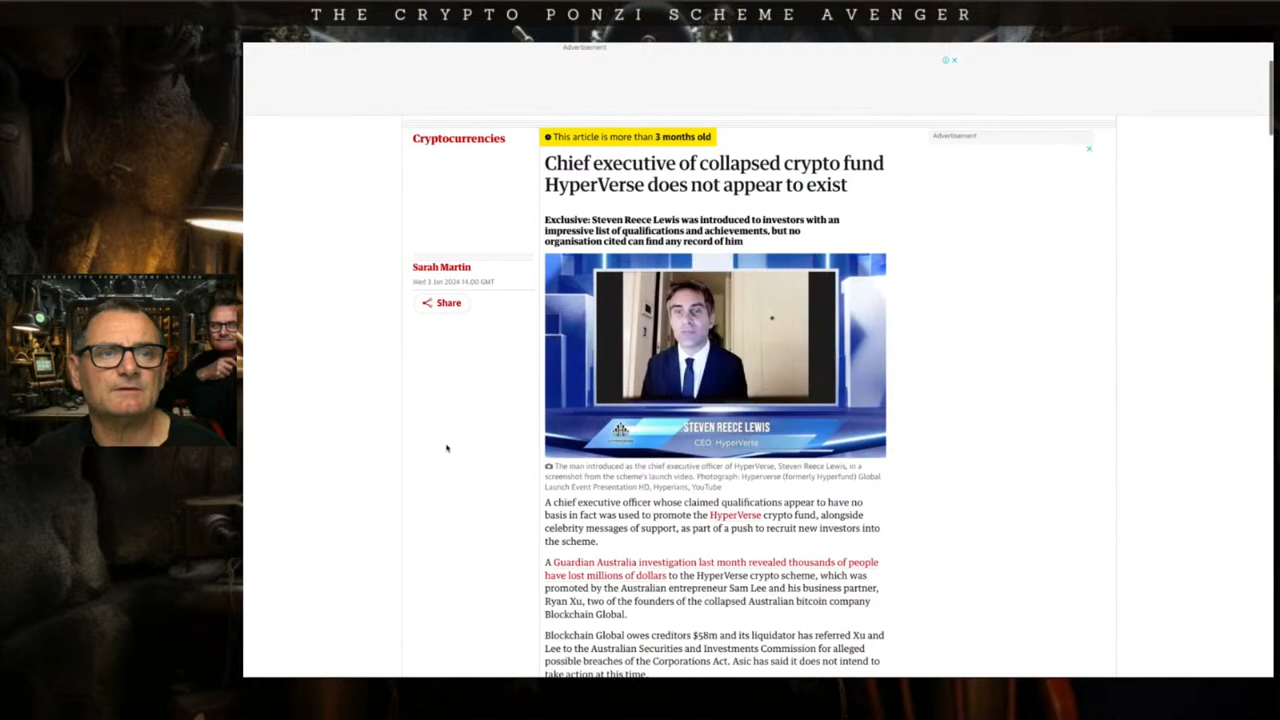 THE CRYPTO PONZI SCHEME AVENGER
Advertisement
Cryptocurrencies
This article is more than 3 months old
Advertisement
Chief executive of collapsed crypto fund
HyperVerse does not appear to exist
Exclusive: Steven Reece Lewis was introduced to investors with an
impressive list of qualifications and achievements, but no
organisation cited can find any record of him
Sarah Martin
Wed 3 Jan 2024 14.00 GMT
Share
STEVEN REECE LEWIS
CEO, HyperVerse
The man introduced as the chief executive officer of HyperVerse, Steven Reece Lewis, in a
screenshot from the scheme's launch video. Photograph: Hyperverse (formerly Hyperfund) Global
Launch Event Presentation HD, Hyperians, YouTube
A chief executive officer whose claimed qualifications appear to have no
basis in fact was used to promote the HyperVerse crypto fund, alongside
celebrity messages of support, as part of a push to recruit new investors into
the scheme.
A Guardian Australia investigation last month revealed thousands of people
have lost millions of dollars to the HyperVerse crypto scheme, which was
promoted by the Australian entrepreneur Sam Lee and his business partner,
Ryan Xu, two of the founders of the collapsed Australian bitcoin company
Blockchain Global.
Blockchain Global owes creditors $58m and its liquidator has referred Xu and
Lee to the Australian Securities and Investments Commission for alleged
possible breaches of the Corporations Act. Asic has said it does not intend to
take action at this time.